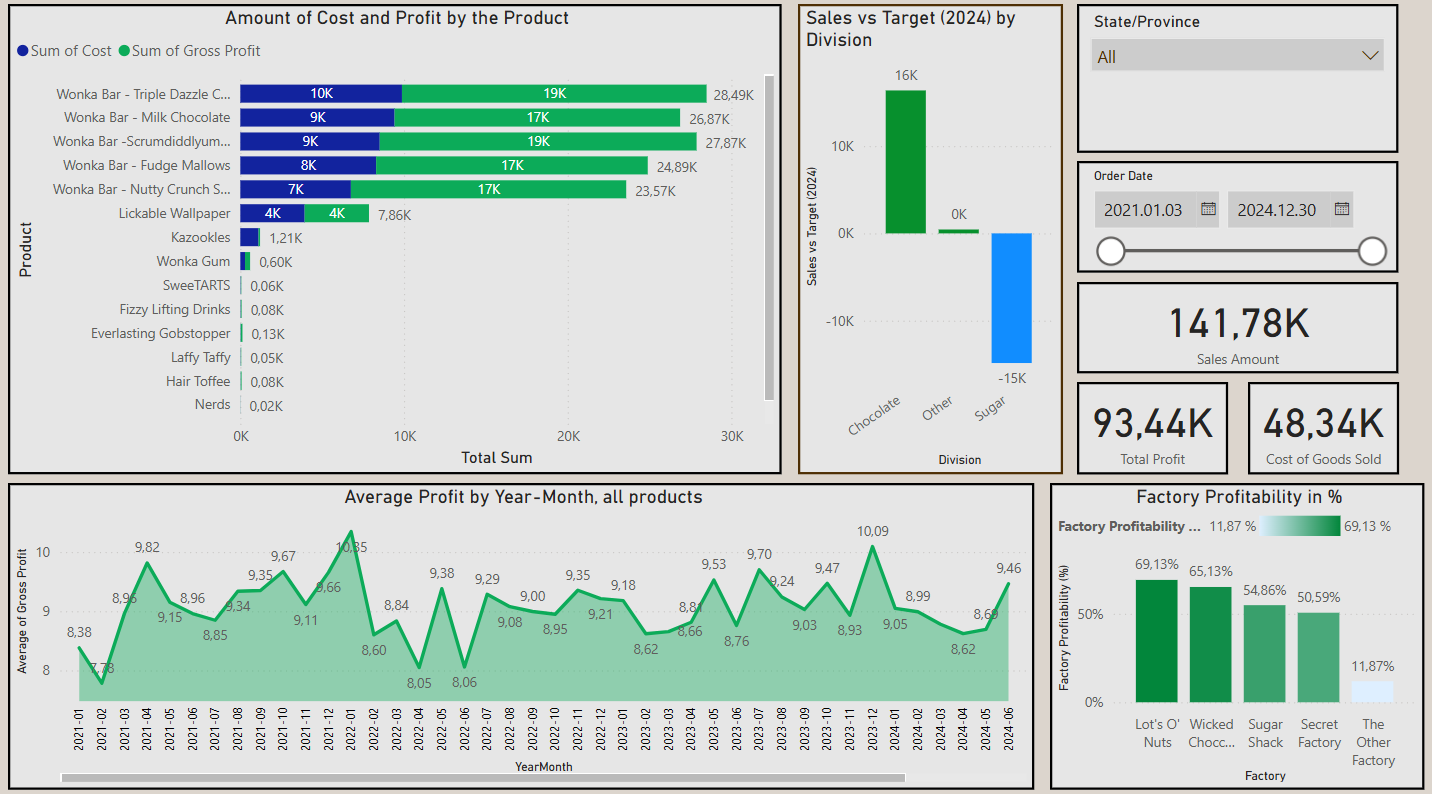 Amount of Cost and Profit by the Product
Sum of Cost Sum of Gross Profit
Product
Wonka Bar - Triple Dazzle C... 10K 19K 28,49K
Wonka Bar - Milk Chocolate 9K 17K 26,87K
Wonka Bar -Scrumdiddlyum... 9K 19K 27,87K
Wonka Bar - Fudge Mallows 8K 17K 24,89K
Wonka Bar - Nutty Crunch S... 7K 17K 23,57K
Lickable Wallpaper 4K 4K 7,86K
Kazookles 1,21K
Wonka Gum 0,60K
SweeTARTS 0,06K
Fizzy Lifting Drinks 0,08K
Everlasting Gobstopper 0,13K
Laffy Taffy 0,05K
Hair Toffee 0,08K
Nerds 0,02K
0K 10K 20K 30K
Total Sum
Sales vs Target (2024) by
Division
Sales vs Target (2024)
16K
10K
0K
0K
-10K
-15K
Chocolate Other Sugar
Division
State/Province
All
Order Date
2021.01.03 2024.12.30
141,78K
Sales Amount
93,44K
Total Profit
48,34K
Cost of Goods Sold
Average Profit by Year-Month, all products
Average of Gross Profit
10
9
8
8,38 7,78 8,96 9,82 9,15 8,96 8,85 9,34 9,35 9,67 9,11 9,66 10,35 8,60 8,84 8,05 9,38 8,06 9,29 9,08 9,00 8,95 9,35 9,21 9,18 8,62 8,66 8,81 9,53 8,76 9,70 9,24 9,03 9,47 8,93 10,09 9,05 8,99 8,62 8,69 9,46
2021-01 2021-02 2021-03 2021-04 2021-05 2021-06 2021-07 2021-08 2021-09 2021-10 2021-11 2021-12 2022-01 2022-02 2022-03 2022-04 2022-05 2022-06 2022-07 2022-08 2022-09 2022-10 2022-11 2022-12 2023-01 2023-02 2023-03 2023-04 2023-05 2023-06 2023-07 2023-08 2023-09 2023-10 2023-11 2023-12 2024-01 2024-02 2024-03 2024-04 2024-05 2024-06
YearMonth
Factory Profitability in %
Factory Profitability ... 11,87 % 69,13 %
Factory Profitability (%)
50%
0%
69,13% 65,13% 54,86% 50,59% 11,87%
Lot's O'
Nuts
Wicked
Chocc...
Sugar
Shack
Secret
Factory
The
Other
Factory
Factory